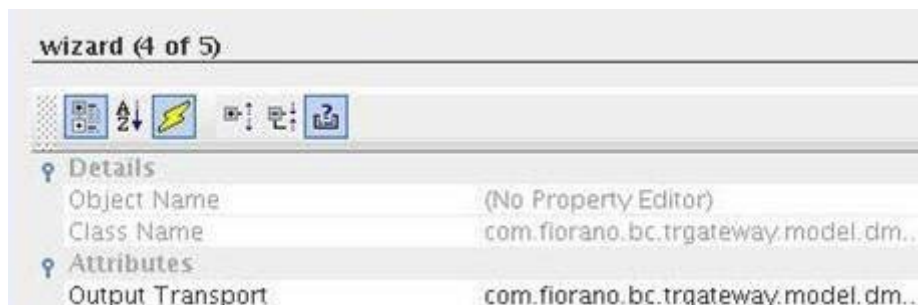 wizard (4 of 5)
Details
Object Name (No Property Editor)
Class Name com.fiorano.bc.trgateway.model.dm..
Attributes
Output Transport com.fiorano.bc.trgateway.model.dm..